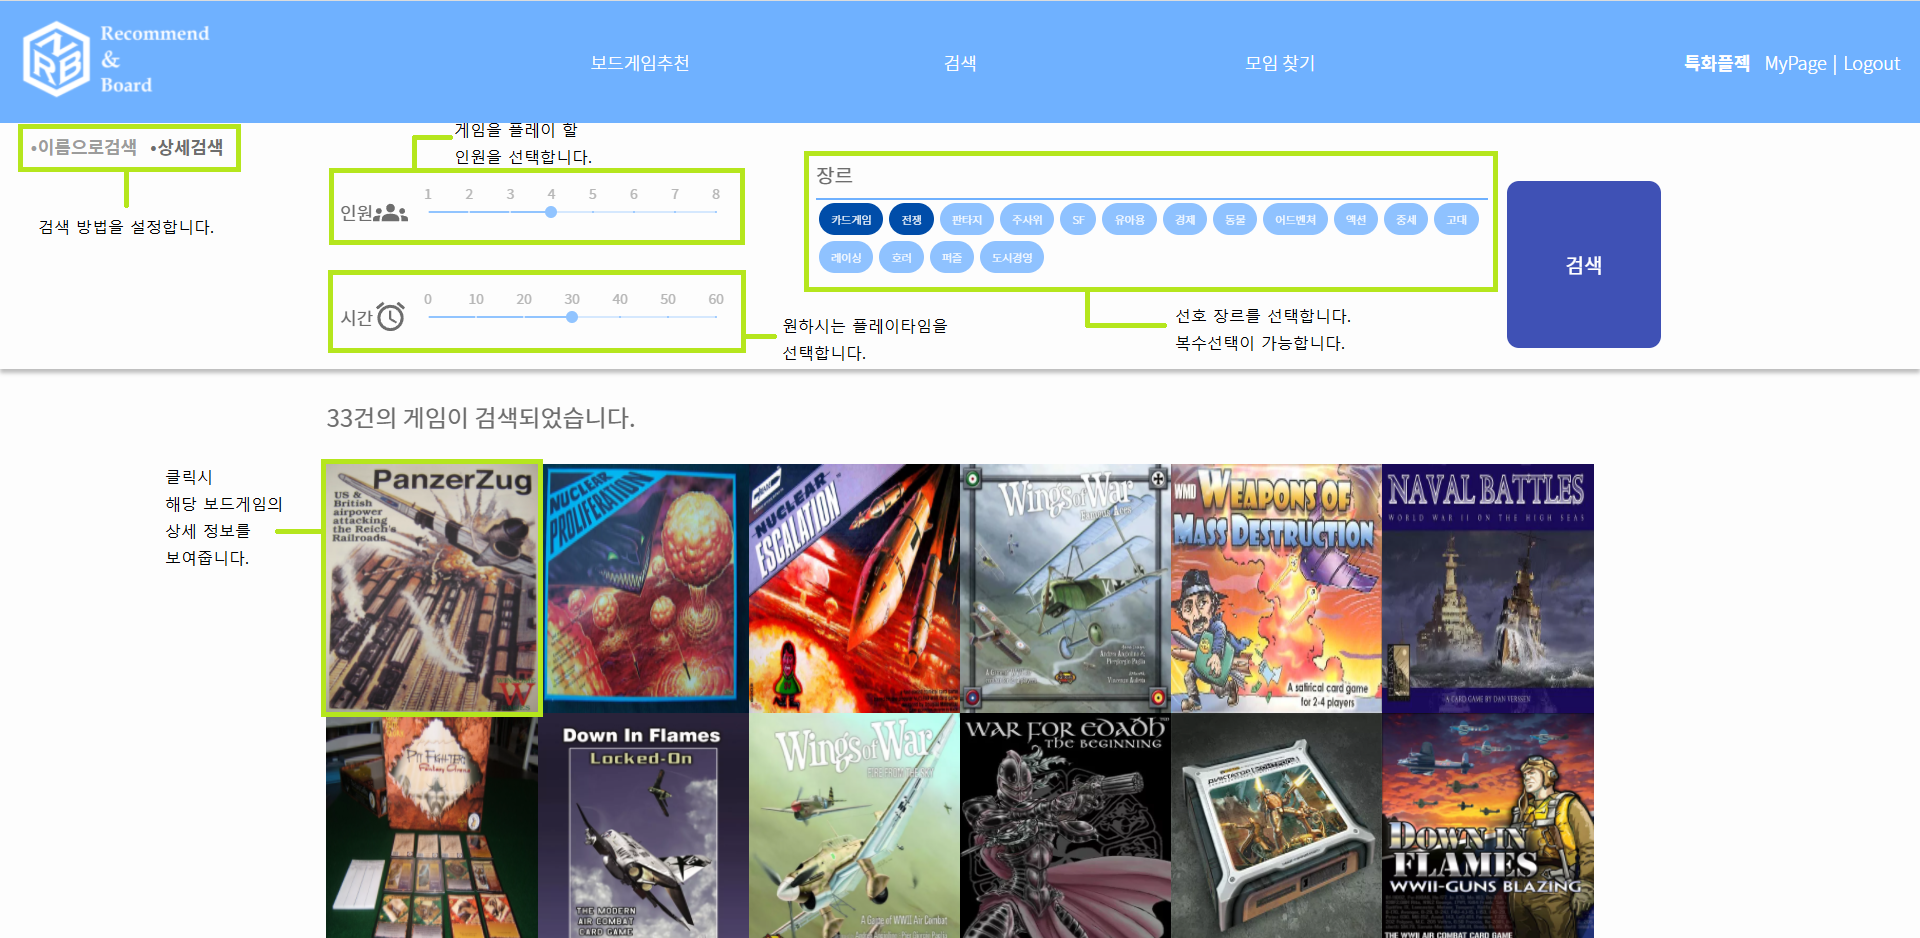 Recommend
&
Board
보드게임추천
검색
모임 찾기
특화플젝 MyPage | Logout
•이름으로검색 •상세검색
검색 방법을 설정합니다.
게임을 플레이 할
인원을 선택합니다.
인원
1 2 3 4 5 6 7 8
시간
0 10 20 30 40 50 60
원하시는 플레이타임을
선택합니다.
장르
카드게임 전쟁 판타지 주사위 SF 유아용 경제 동물 어드벤쳐 액션 중세 고대
레이싱 호러 퍼즐 도시경영
선호 장르를 선택합니다.
복수선택이 가능합니다.
검색
33건의 게임이 검색되었습니다.
클릭시
해당 보드게임의
상세 정보를
보여줍니다.
PanzerZug
US &
British
airpower
attacking
the Reich's
Railroads
NUCLEAR
PROLIFERATION
NUCLEAR
ESCALATION
Wings of War
WMD WEAPONS OF
MASS DESTRUCTION
A satirical card game
for 2-4 players
NAVAL BATTLES
WORLD WAR II ON THE HIGH SEAS
A CARD GAME BY DAN VERSSEN
PIT FIGHTER
Fantasy Arena
Down In Flames
Locked-On
THE MODERN
AIR COMBAT
CARD GAME
Wings of War
FIRE FROM THE SKY
A Game of WWII Air Combat
WAR FOR EDADH
THE BEGINNING
DOWN IN
FLAMES
WWII-GUNS BLAZING
THE WWII AIR COMBAT CARD GAME